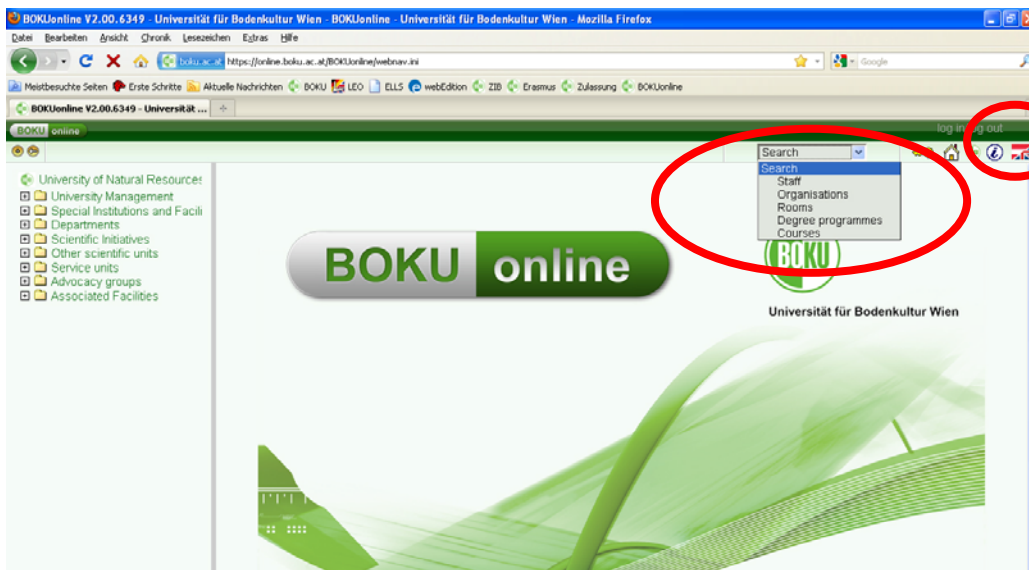 BOKUonline V2.00.6349 - Universität für Bodenkultur Wien - BOKUonline - Universität für Bodenkultur Wien - Mozilla Firefox
Datei Bearbeiten Ansicht Chronik Lesezeichen Extras Hilfe
boku.ac.at https://online.boku.ac.at/BOKUonline/webnav.ini
Google
Meistbesuchte Seiten Erste Schritte Aktuelle Nachrichten BOKU LEO ELLS webEdition ZIB Erasmus Zulassung BOKUonline
BOKUonline V2.00.6349 - Universität ...
BOKU online
log in
out
Search
Search
Staff
Organisations
Rooms
Degree programmes
Courses
University of Natural Resources
University Management
Special Institutions and Facili
Departments
Scientific Initiatives
Other scientific units
Service units
Advocacy groups
Associated Facilities
BOKU online
BOKU
Universität für Bodenkultur Wien